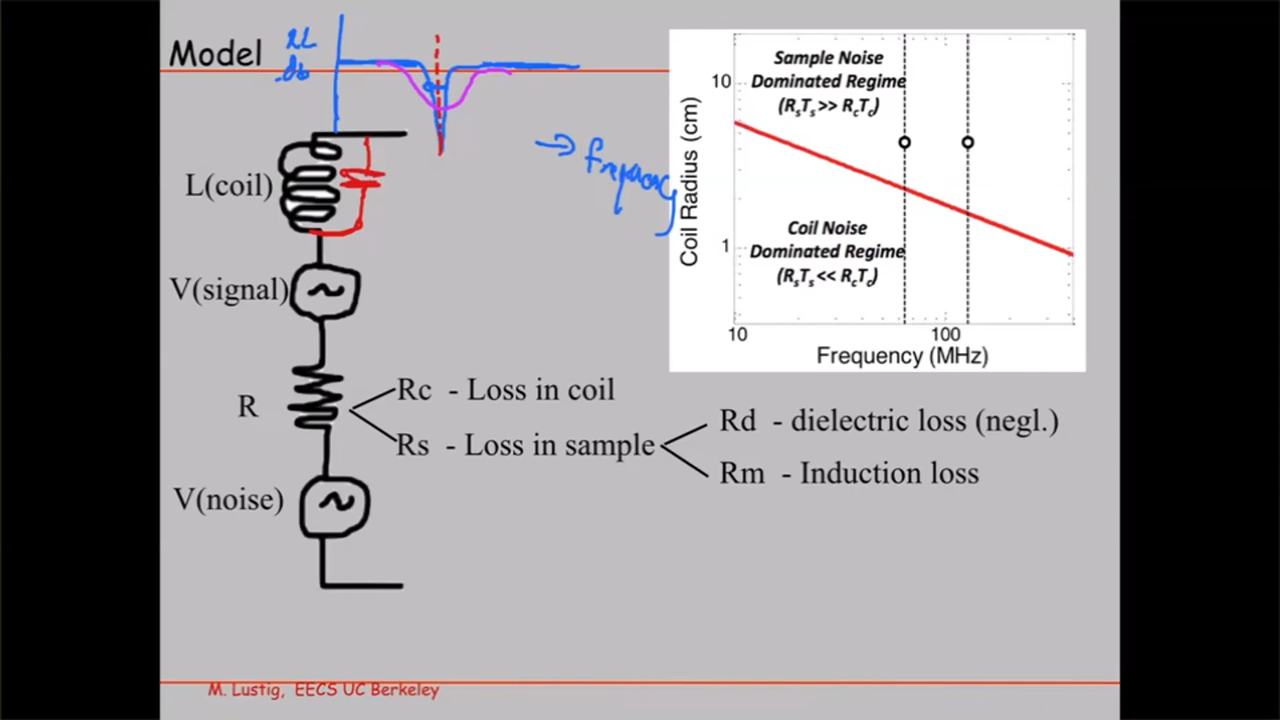 Model
RL
db
frequency
L(coil)
V(signal)
R
Rc - Loss in coil
Rs - Loss in sample
Rd - dielectric loss (negl.)
Rm - Induction loss
V(noise)
Sample Noise
Dominated Regime
(RsTs >> RcTc)
Coil Noise
Dominated Regime
(RsTs << RcTc)
Coil Radius (cm)
10
1
10
100
Frequency (MHz)
M. Lustig, EECS UC Berkeley